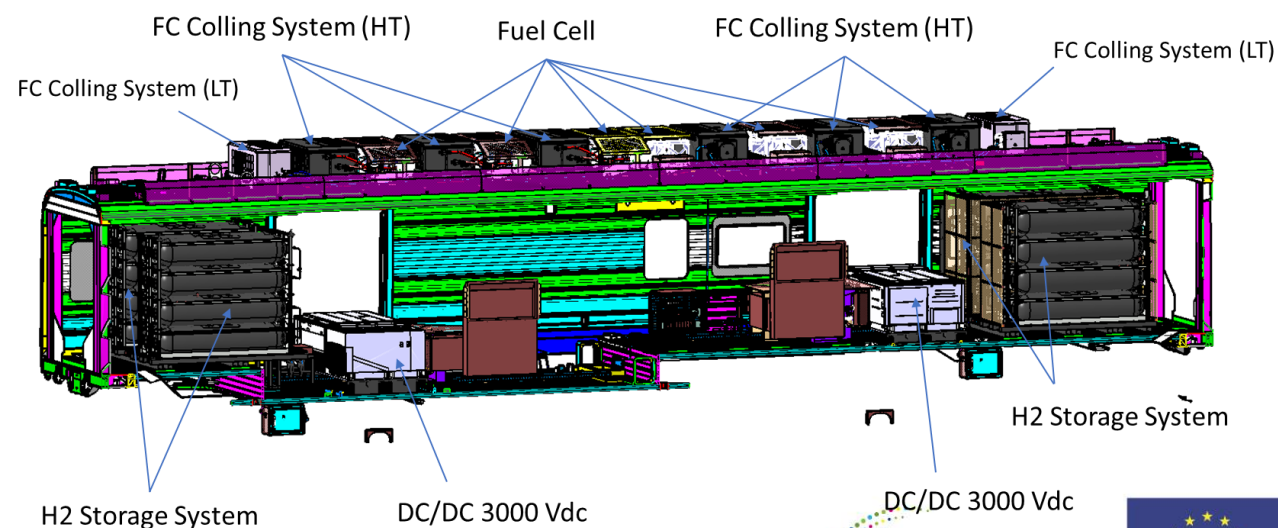 FC Colling System (HT)
Fuel Cell
FC Colling System (HT)
FC Colling System (LT)
FC Colling System (LT)
H2 Storage System
H2 Storage System
DC/DC 3000 Vdc
DC/DC 3000 Vdc